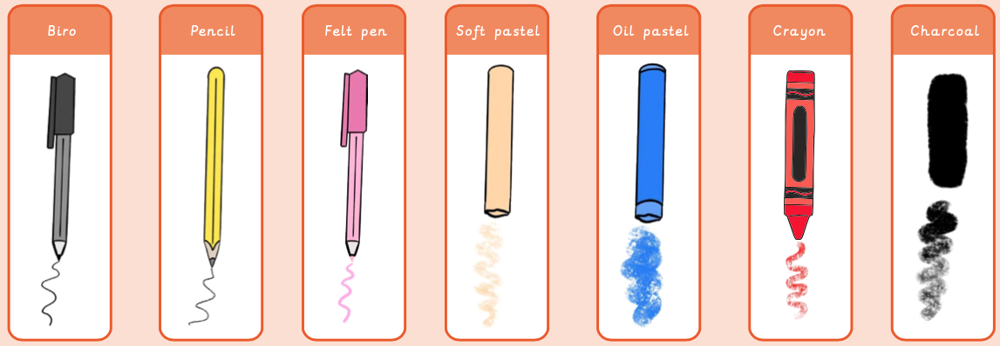 Biro
Pencil
Felt pen
Soft pastel
Oil pastel
Crayon
Charcoal